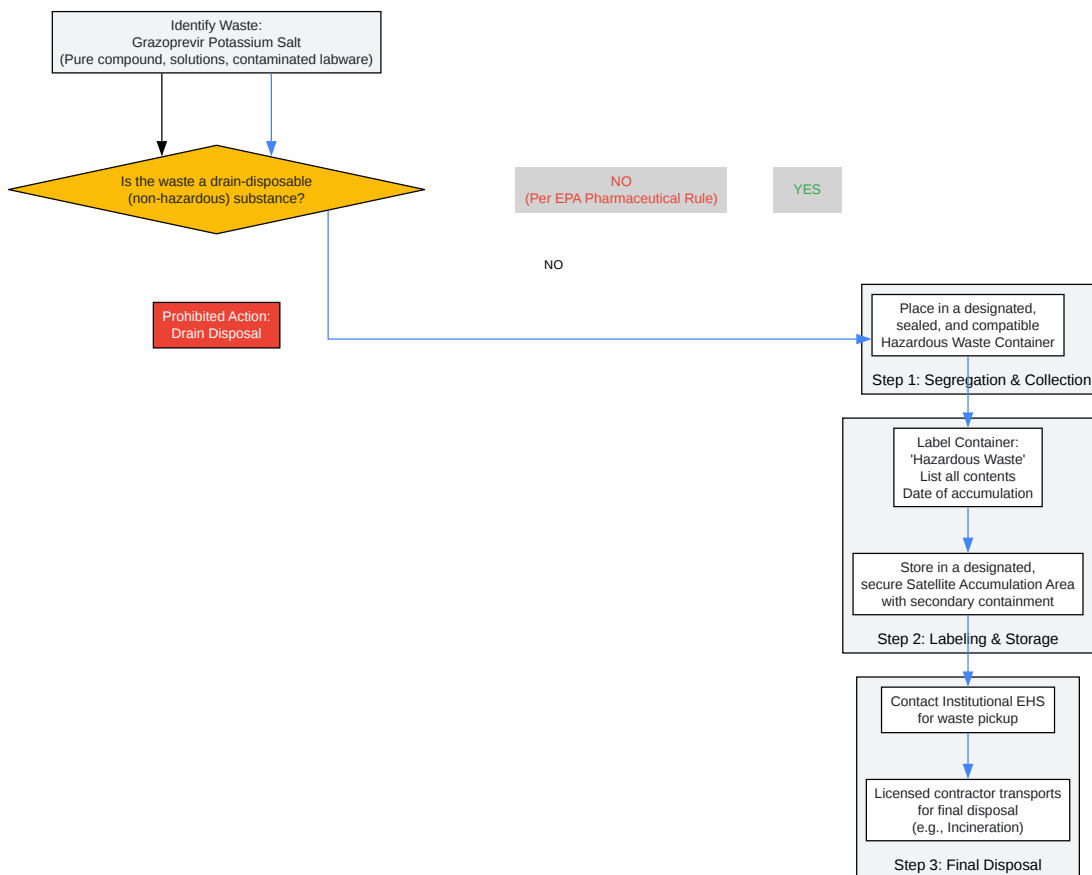 Identify Waste:
Grazoprevir Potassium Salt
(Pure compound, solutions, contaminated labware)
Is the waste a drain-disposable
(non-hazardous) substance?
NO
(Per EPA Pharmaceutical Rule)
YES
NO
Prohibited Action:
Drain Disposal
Place in a designated,
sealed, and compatible
Hazardous Waste Container
Step 1: Segregation & Collection
Label Container:
'Hazardous Waste'
List all contents
Date of accumulation
Store in a designated,
secure Satellite Accumulation Area
with secondary containment
Step 2: Labeling & Storage
Contact Institutional EHS
for waste pickup
Licensed contractor transports
for final disposal
(e.g., Incineration)
Step 3: Final Disposal